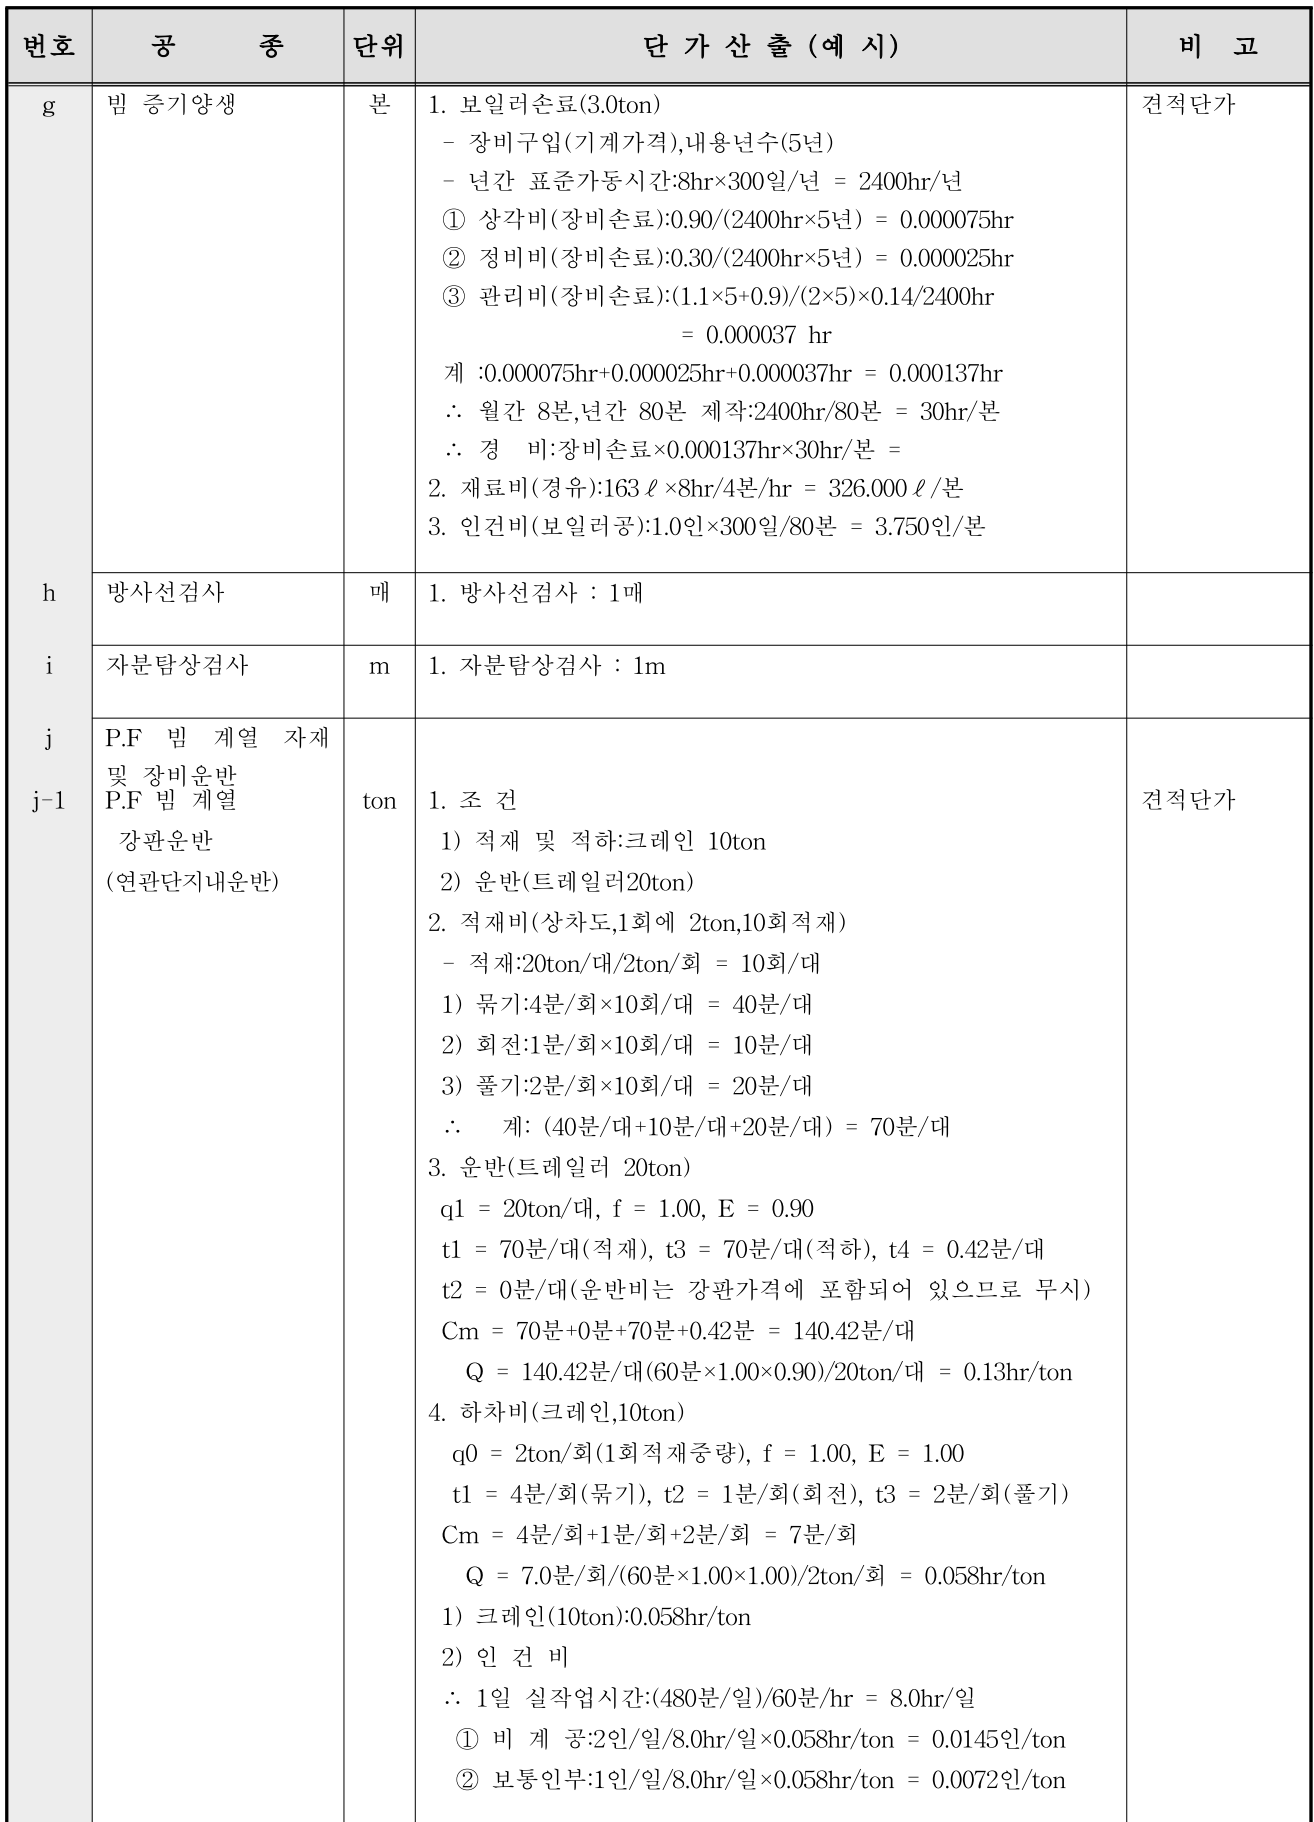 번호 공 종 단위 단 가 산 출 (예 시) 비 고
g 빔 증기양생 본 1. 보일러손료(3.0ton) 견적단가
- 장비구입(기계가격),내용년수(5년)
- 년간 표준가동시간:8hr×300일/년 = 2400hr/년
① 상각비(장비손료):0.90/(2400hr×5년) = 0.000075hr
② 정비비(장비손료):0.30/(2400hr×5년) = 0.000025hr
③ 관리비(장비손료):(1.1×5+0.9)/(2×5)×0.14/2400hr
= 0.000037 hr
계 :0.000075hr+0.000025hr+0.000037hr = 0.000137hr
∴ 월간 8본,년간 80본 제작:2400hr/80본 = 30hr/본
∴ 경 비:장비손료×0.000137hr×30hr/본 =
2. 재료비(경유):163ℓ×8hr/4본/hr = 326.000ℓ/본
3. 인건비(보일러공):1.0인×300일/80본 = 3.750인/본
h 방사선검사 매 1. 방사선검사 : 1매
i 자분탐상검사 m 1. 자분탐상검사 : 1m
j P.F 빔 계열 자재
및 장비운반
j-1 P.F 빔 계열 ton 1. 조 건 견적단가
강판운반 1) 적재 및 적하:크레인 10ton
(연관단지내운반) 2) 운반(트레일러20ton)
2. 적재비(상차도,1회에 2ton,10회적재)
- 적재:20ton/대/2ton/회 = 10회/대
1) 묶기:4분/회×10회/대 = 40분/대
2) 회전:1분/회×10회/대 = 10분/대
3) 풀기:2분/회×10회/대 = 20분/대
∴ 계: (40분/대+10분/대+20분/대) = 70분/대
3. 운반(트레일러 20ton)
q1 = 20ton/대, f = 1.00, E = 0.90
t1 = 70분/대(적재), t3 = 70분/대(적하), t4 = 0.42분/대
t2 = 0분/대(운반비는 강판가격에 포함되어 있으므로 무시)
Cm = 70분+0분+70분+0.42분 = 140.42분/대
Q = 140.42분/대(60분×1.00×0.90)/20ton/대 = 0.13hr/ton
4. 하차비(크레인,10ton)
q0 = 2ton/회(1회적재중량), f = 1.00, E = 1.00
t1 = 4분/회(묶기), t2 = 1분/회(회전), t3 = 2분/회(풀기)
Cm = 4분/회+1분/회+2분/회 = 7분/회
Q = 7.0분/회/(60분×1.00×1.00)/2ton/회 = 0.058hr/ton
1) 크레인(10ton):0.058hr/ton
2) 인 건 비
∴ 1일 실작업시간:(480분/일)/60분/hr = 8.0hr/일
① 비 계 공:2인/일/8.0hr/일×0.058hr/ton = 0.0145인/ton
② 보통인부:1인/일/8.0hr/일×0.058hr/ton = 0.0072인/ton